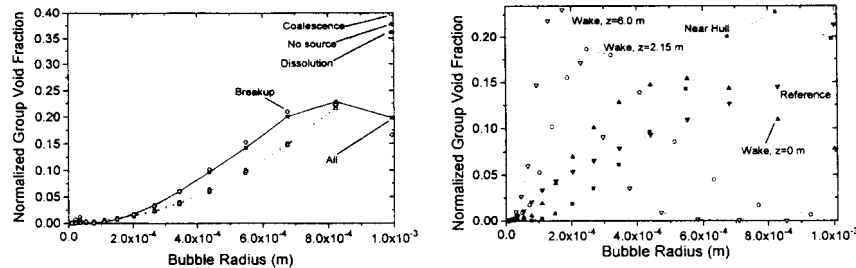 0.40
0.35
0.30
0.25
0.20
0.15
0.10
0.05
0.00
Normalized Group Void Fraction
Coalescence
No source
Dissolution
Breakup
All
0.0
2.0x10⁻⁴
4.0x10⁻⁴
6.0x10⁻⁴
8.0x10⁻⁴
1.0x10⁻³
Bubble Radius (m)
0.20
0.15
0.10
0.05
0.00
Normalized Group Void Fraction
Wake, z=6.0 m
Wake, z=2.15 m
Near Hull
Reference
Wake, z=0 m
0.0
2.0x10⁻⁴
4.0x10⁻⁴
6.0x10⁻⁴
8.0x10⁻⁴
1.0x10⁻³
Bubble Radius (m)